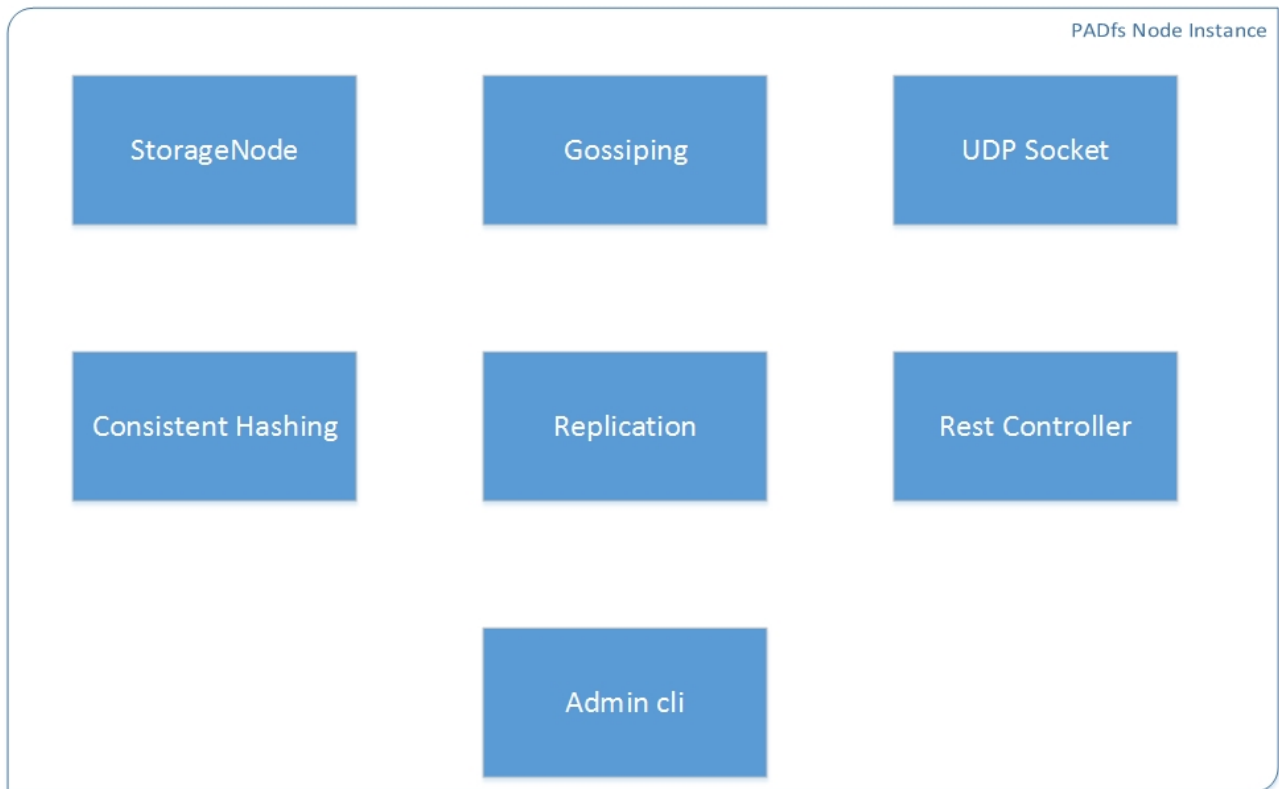 PADfs Node Instance
StorageNode
Gossiping
UDP Socket
Consistent Hashing
Replication
Rest Controller
Admin cli